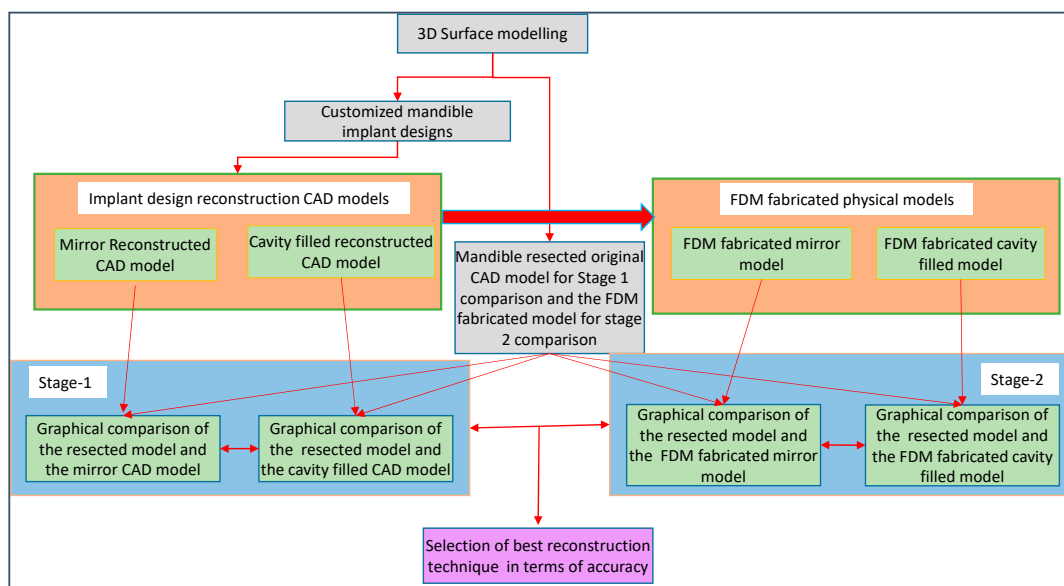 3D Surface modelling
Customized mandible
implant designs
Implant design reconstruction CAD models
Mirror Reconstructed
CAD model
Cavity filled reconstructed
CAD model
Mandible resected original
CAD model for Stage 1
comparison and the FDM
fabricated model for stage
2 comparison
FDM fabricated physical models
FDM fabricated mirror
model
FDM fabricated cavity
filled model
Stage-1
Graphical comparison of
the resected model and
the mirror CAD model
Graphical comparison of
the resected model and
the cavity filled CAD model
Stage-2
Graphical comparison of
the resected model and
the FDM fabricated mirror
model
Graphical comparison of
the resected model and
the FDM fabricated cavity
filled model
Selection of best reconstruction
technique in terms of accuracy